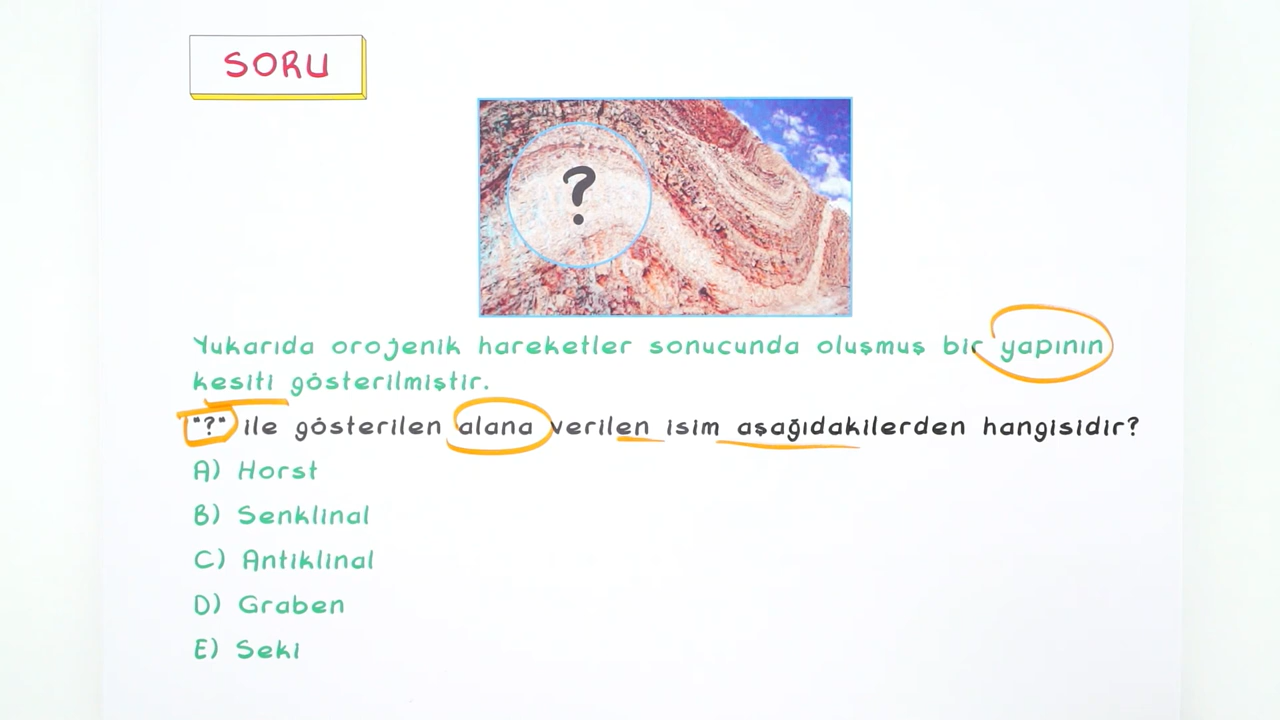 SORU
?
Yukarıda orojenik hareketler sonucunda oluşmuş bir yapının
kesiti gösterilmiştir.
"?" ile gösterilen alana verilen isim aşağıdakilerden hangisidir?
A) Horst
B) Senklinal
C) Antiklinal
D) Graben
E) Seki